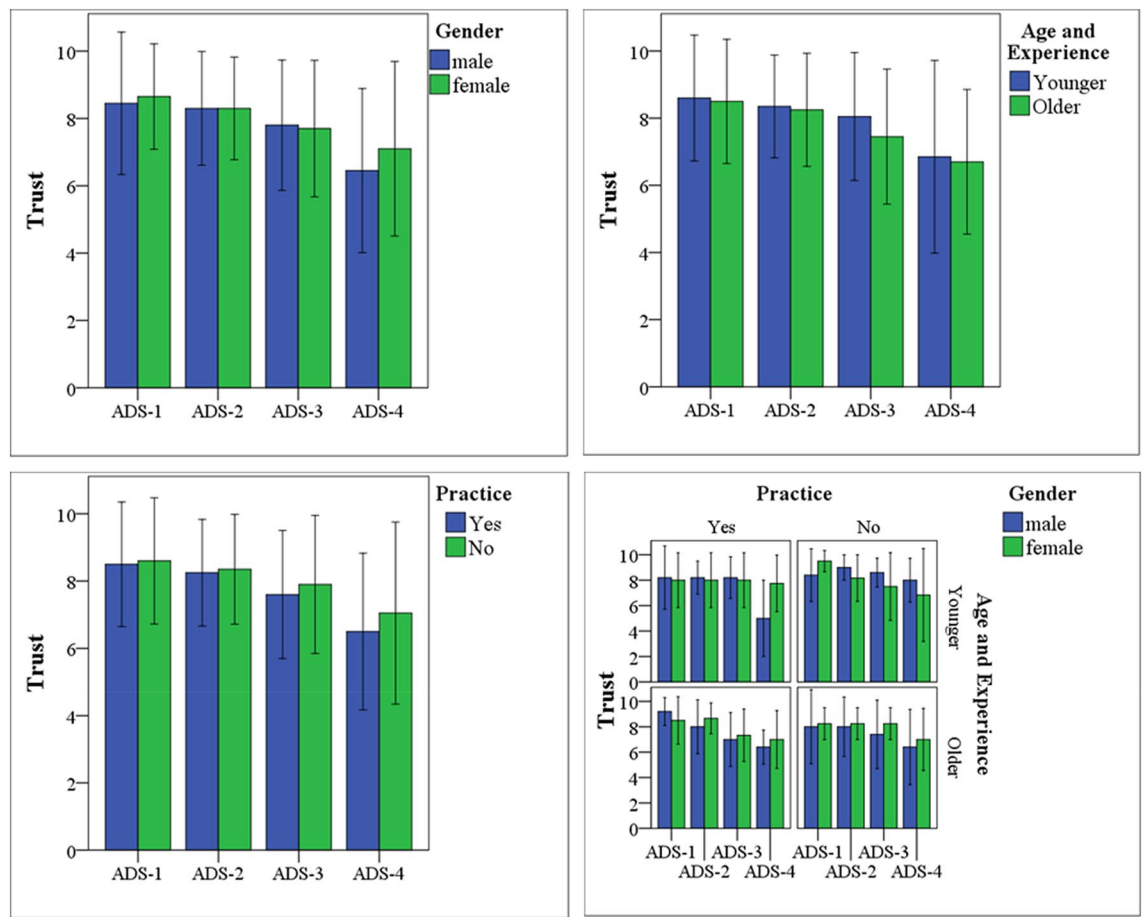 Gender
male
female
Trust
10
8
6
4
2
0
ADS-1 ADS-2 ADS-3 ADS-4
Age and
Experience
Younger
Older
Trust
10
8
6
4
2
0
ADS-1 ADS-2 ADS-3 ADS-4
Practice
Yes
No
Trust
10
8
6
4
2
0
ADS-1 ADS-2 ADS-3 ADS-4
Practice
Yes No
Gender
male
female
Trust
10
8
6
4
2
0
10
8
6
4
2
0
Younger
Older
Age and Experience
ADS-1 ADS-3 ADS-1 ADS-3
ADS-2 ADS-4 ADS-2 ADS-4